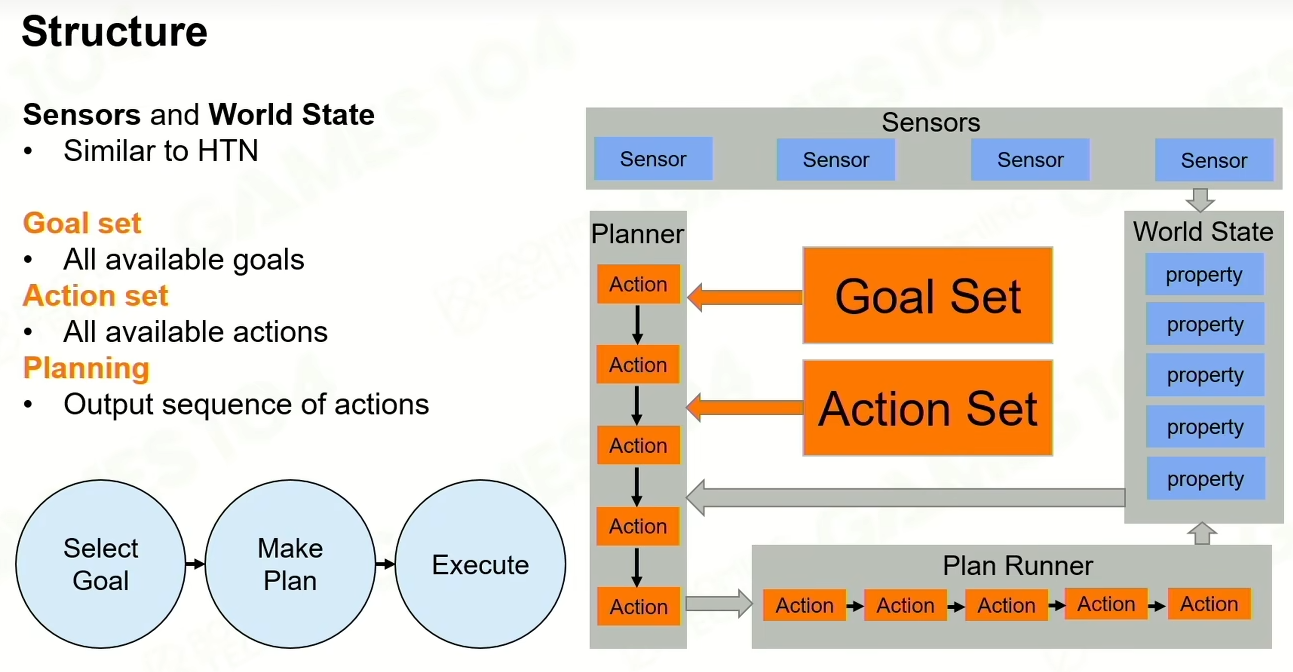 Structure
Sensors and World State
• Similar to HTN
Goal set
• All available goals
Action set
• All available actions
Planning
• Output sequence of actions
Select
Goal
Make
Plan
Execute
Sensors
Sensor
Sensor
Sensor
Sensor
Planner
Action
Action
Action
Action
Action
Goal Set
Action Set
World State
property
property
property
property
property
Plan Runner
Action
Action
Action
Action
Action